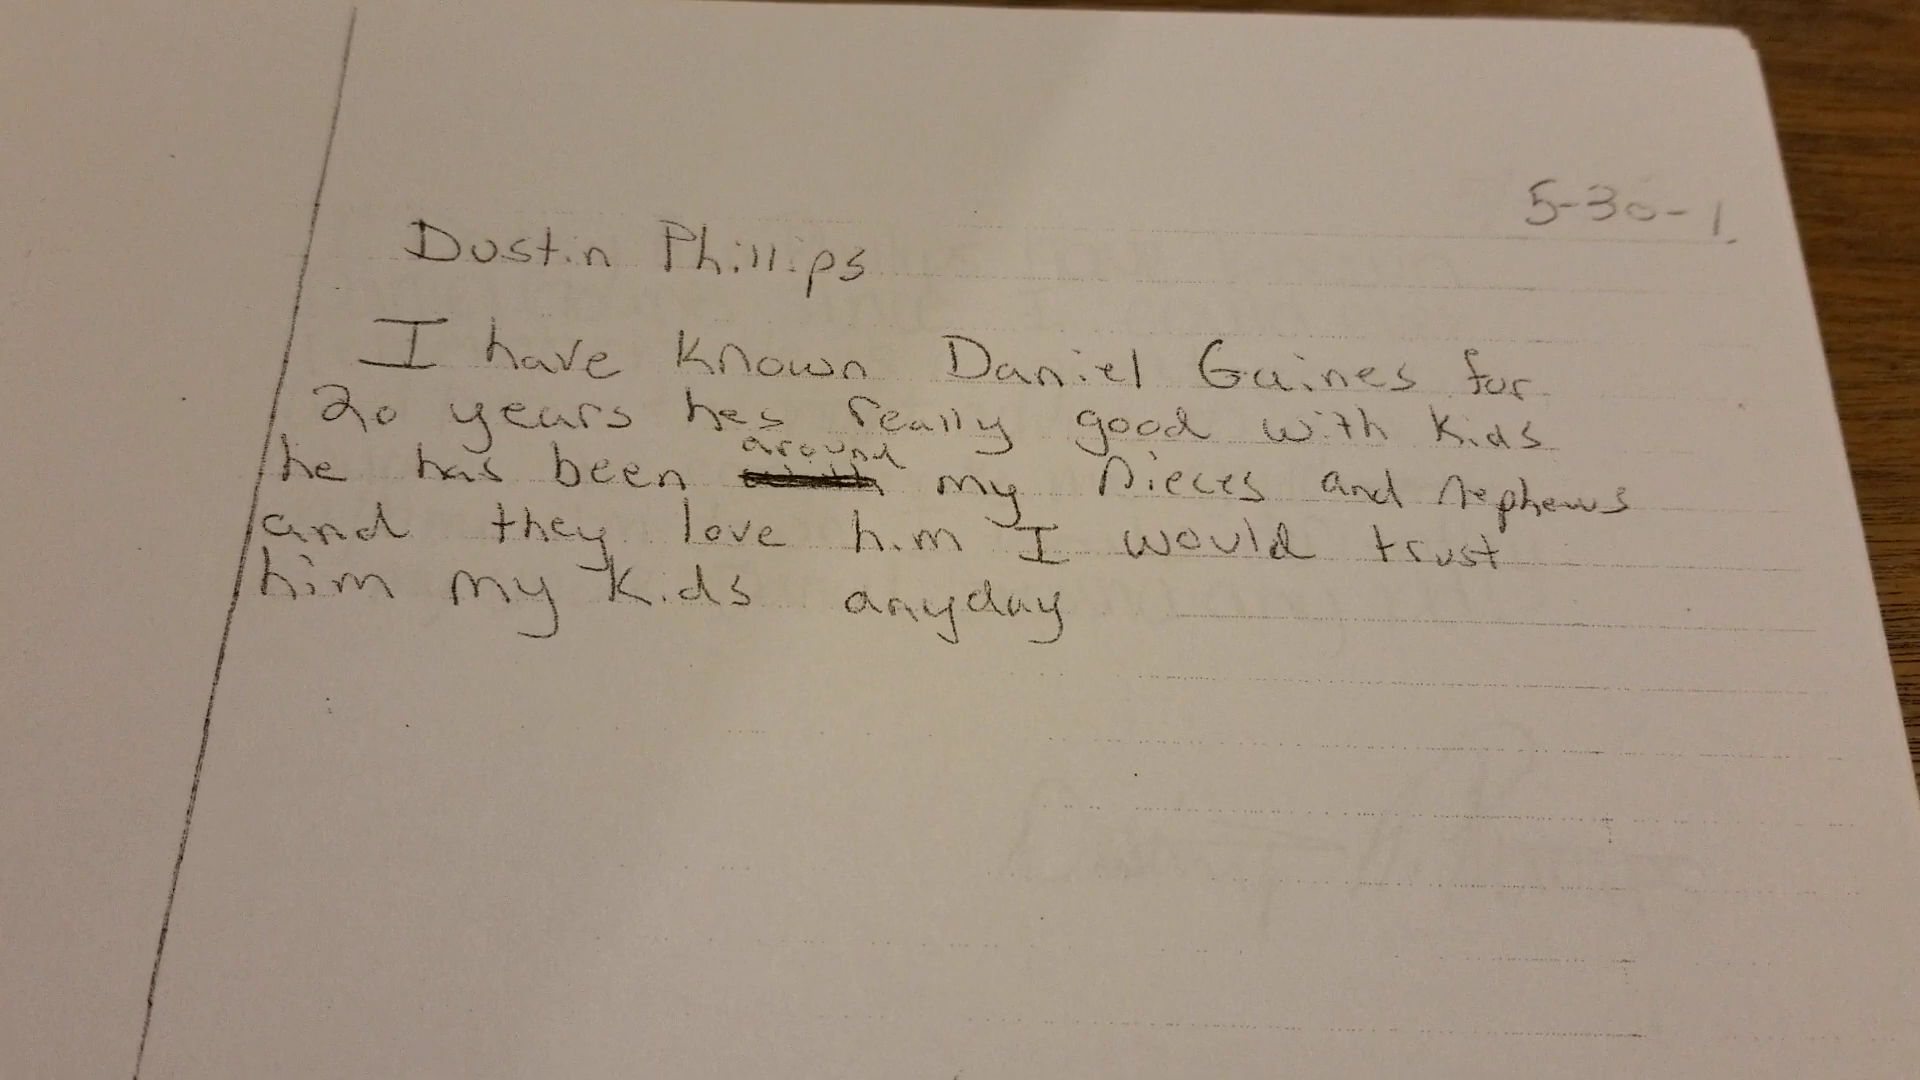 5-30-1
Dustin Phillips
I have known Daniel Gaines for
20 years hes really good with kids
he has been around my nieces and nephews
and they love him I would trust
him my kids anyday